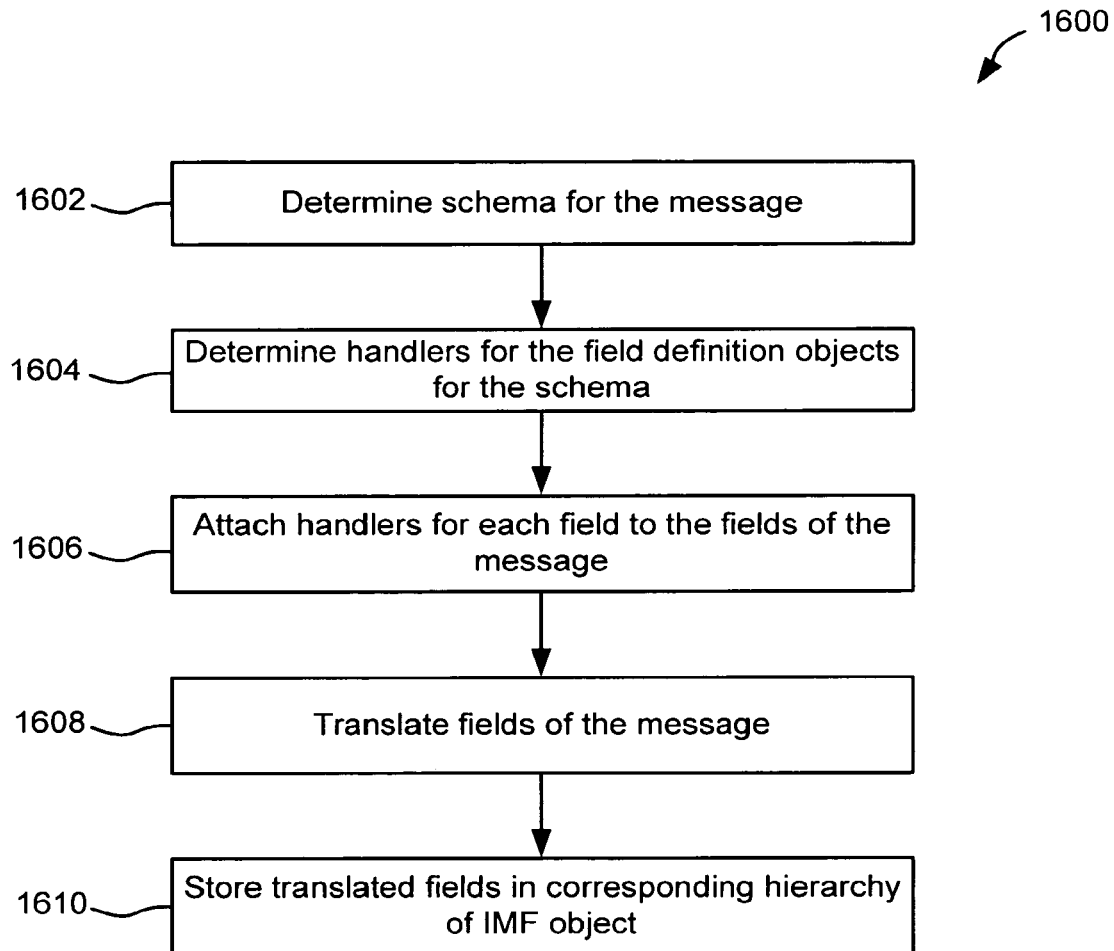 1600
1602
Determine schema for the message
1604
Determine handlers for the field definition objects
for the schema
1606
Attach handlers for each field to the fields of the
message
1608
Translate fields of the message
1610
Store translated fields in corresponding hierarchy
of IMF object